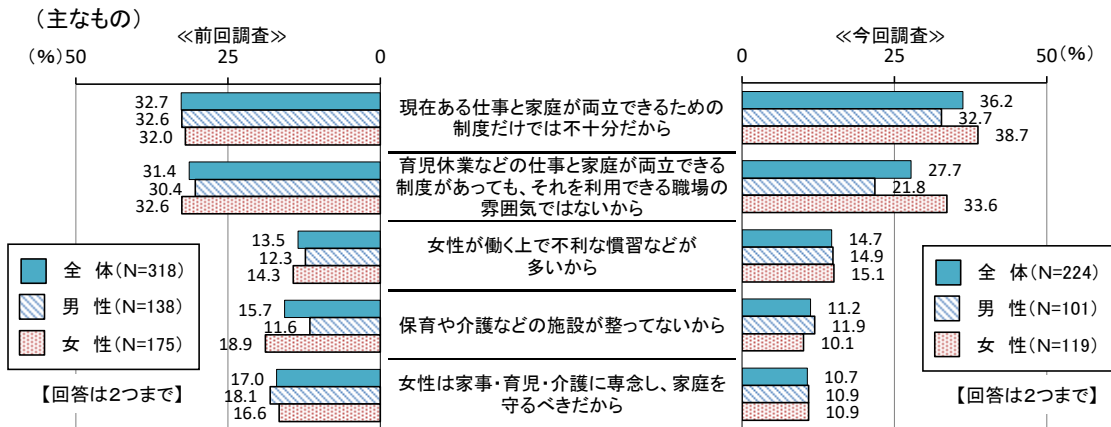 （主なもの）
≪前回調査≫
≪今回調査≫
(%) 50 25 0
0 25 50 (%)
32.7
32.6
32.0
現在ある仕事と家庭が両立できるための
制度だけでは不十分だから
36.2
32.7
38.7
31.4
30.4
32.6
育児休業などの仕事と家庭が両立できる
制度があっても、それを利用できる職場の
雰囲気ではないから
27.7
21.8
33.6
13.5
12.3
14.3
女性が働く上で不利な慣習などが
多いから
14.7
14.9
15.1
15.7
11.6
18.9
保育や介護などの施設が整ってないから
11.2
11.9
10.1
17.0
18.1
16.6
女性は家事・育児・介護に専念し、家庭を
守るべきだから
10.7
10.9
10.9
全 体(N=318)
男 性(N=138)
女 性(N=175)
【回答は２つまで】
全 体(N=224)
男 性(N=101)
女 性(N=119)
【回答は２つまで】